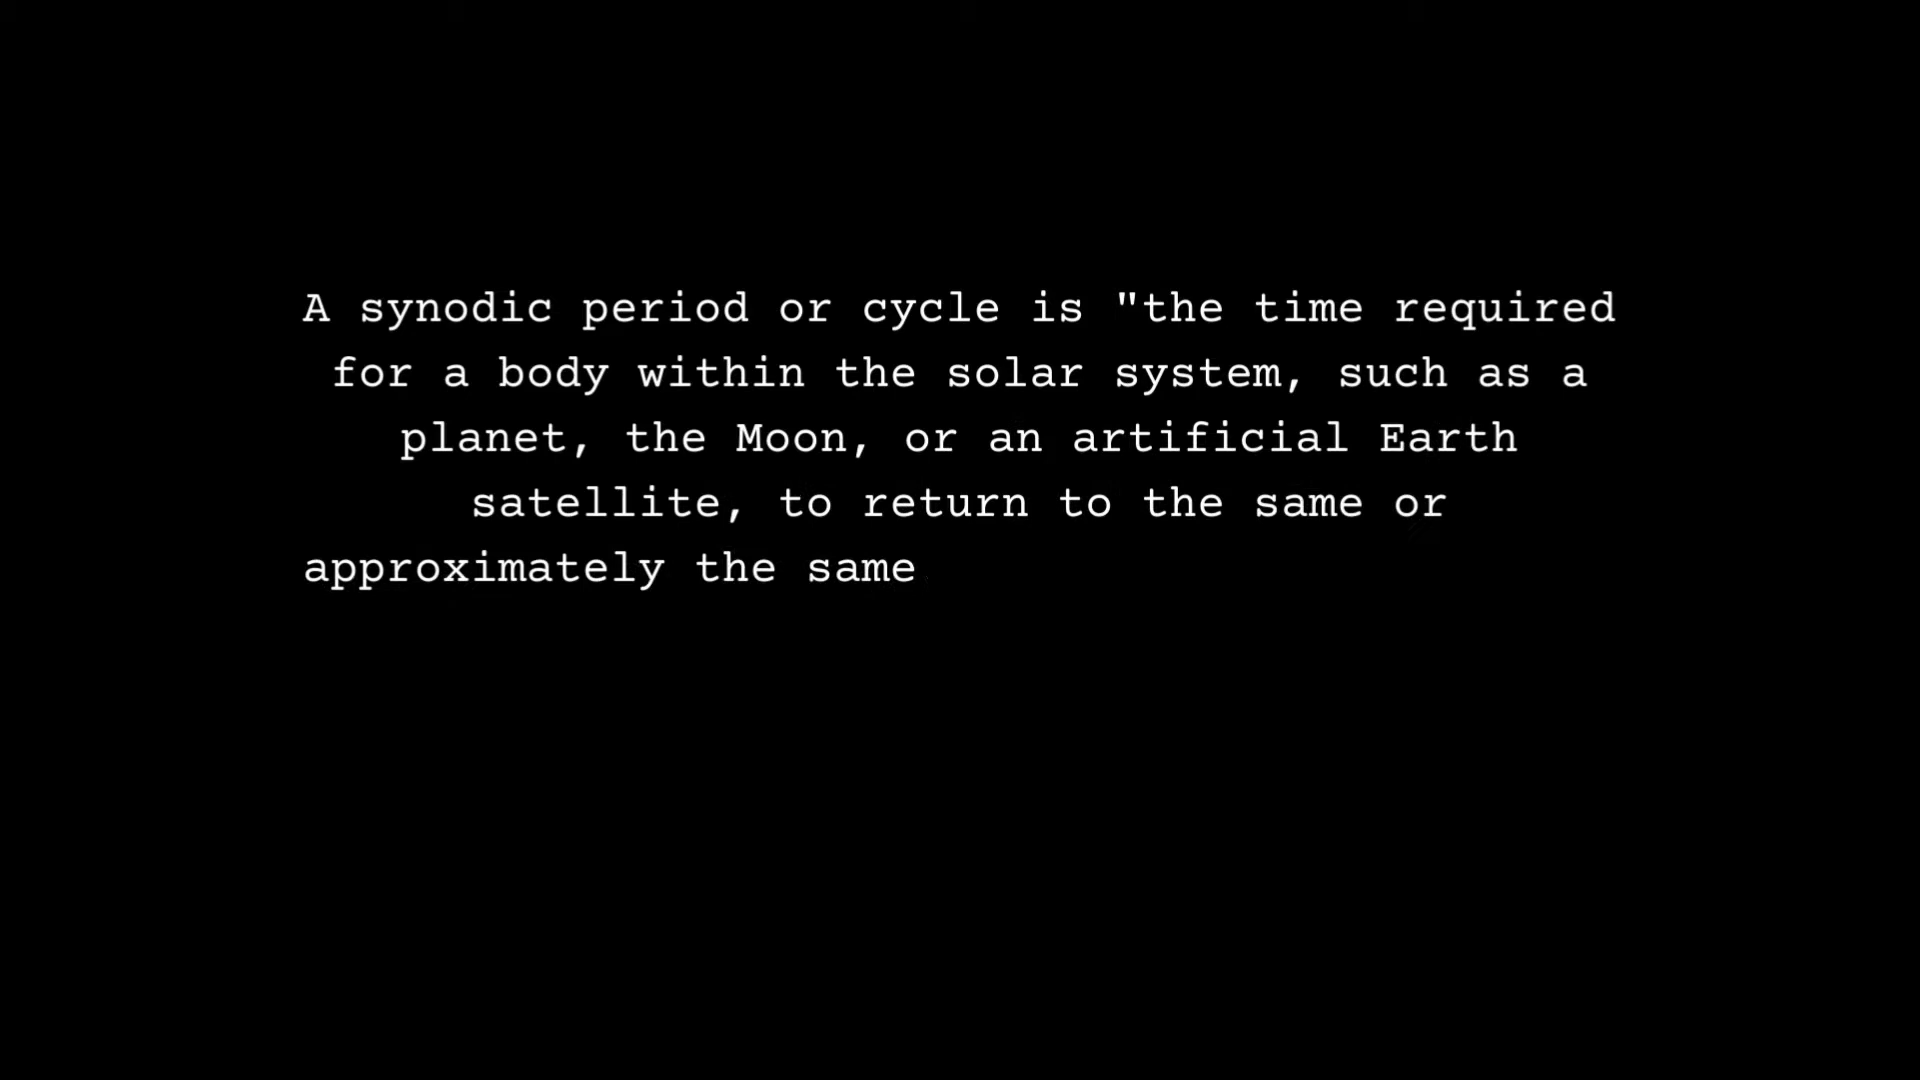 A synodic period or cycle is "the time required
for a body within the solar system, such as a
planet, the Moon, or an artificial Earth
satellite, to return to the same or
approximately the same